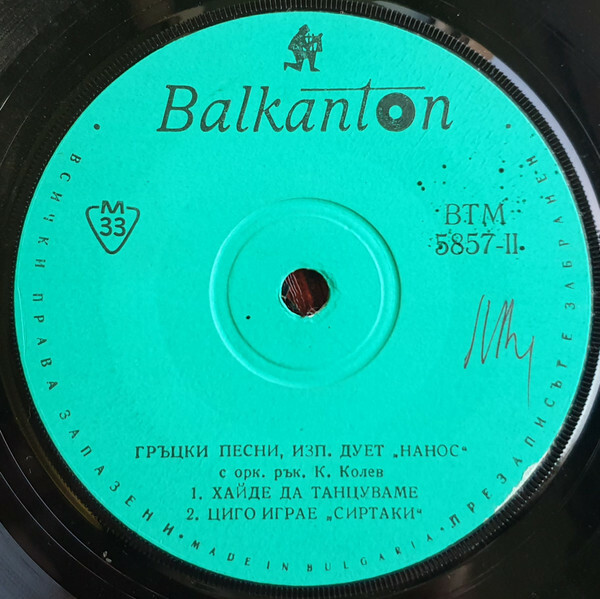 Balkanton
M
33
ВТМ
5857-II
ГРЪЦКИ ПЕСНИ, ИЗП. ДУЕТ „НАНОС“
с орк. рък. К. Колев
1. ХАЙДЕ ДА ТАНЦУВАМЕ
2. ЦИГО ИГРАЕ „СИРТАКИ“
• ВСИЧКИ ПРАВА ЗАПАЗЕНИ • MADE IN BULGARIA • ПРЕЗАПИСЪТ Е ЗАБРАНЕН •